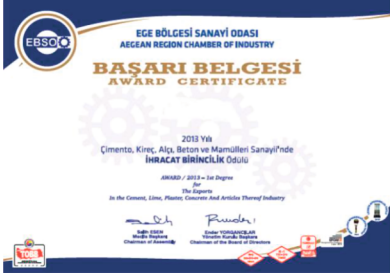 EBSO
EGE BÖLGESİ SANAYİ ODASI
AEGEAN REGION CHAMBER OF INDUSTRY
BAŞARI BELGESİ
AWARD CERTIFICATE
2013 Yılı
Çimento, Kireç, Alçı, Beton ve Mamülleri Sanayii'nde
İHRACAT BİRİNCİLİK Ödülü
AWARD / 2013 – 1st Degree
for
The Exports
In the Cement, Lime, Plaster, Concrete And Articles Thereof Industry
Salih ESEN
Meclis Başkanı
Chairman of Assembly
Ender YORGANCILAR
Yönetim Kurulu Başkanı
Chairman of the Board of Directors
TOBB